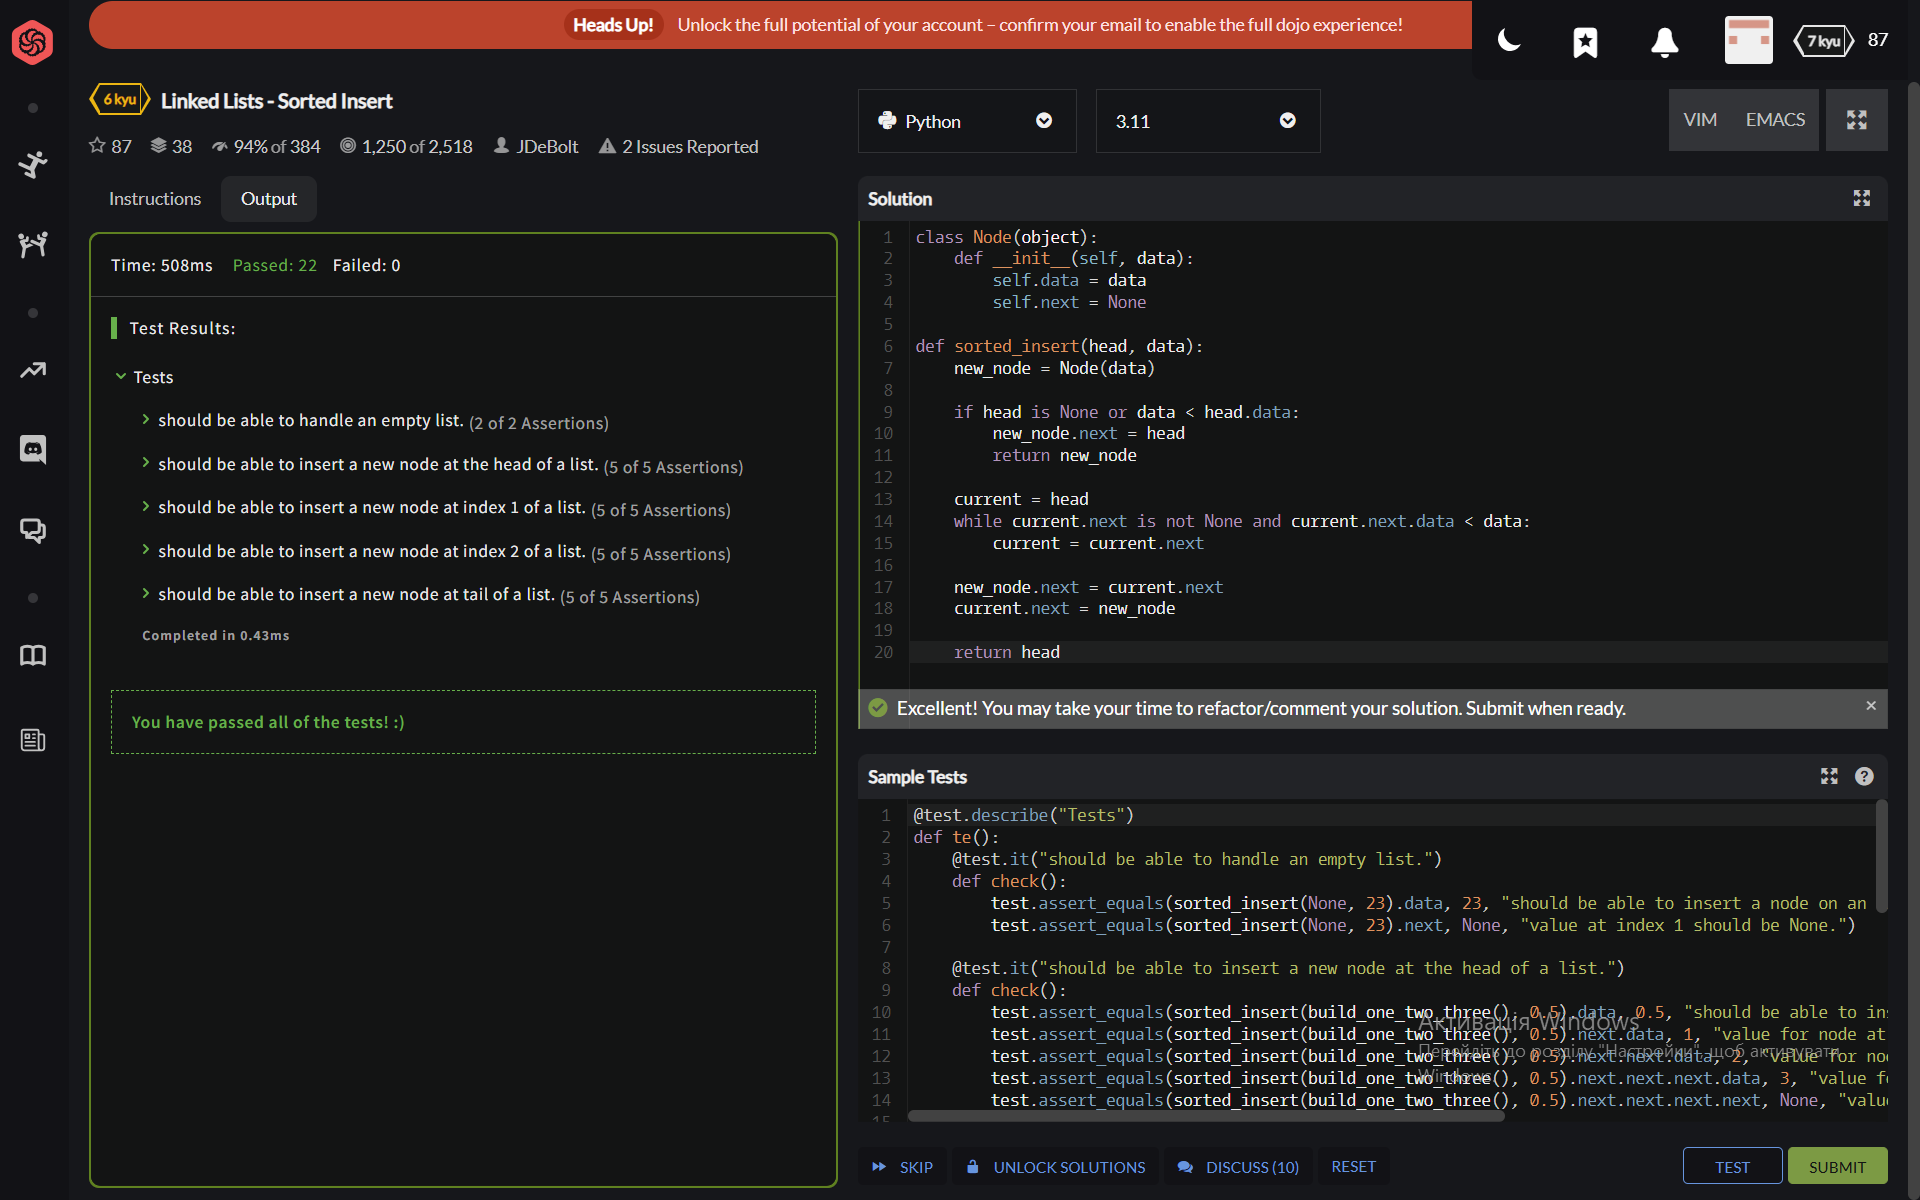 Heads Up! Unlock the full potential of your account – confirm your email to enable the full dojo experience!
7 kyu 87
6 kyu Linked Lists - Sorted Insert
87 38 94% of 384 1,250 of 2,518 JDeBolt 2 Issues Reported
Python 3.11 VIM EMACS
Instructions Output
Time: 508ms Passed: 22 Failed: 0
Test Results:
Tests
should be able to handle an empty list. (2 of 2 Assertions)
should be able to insert a new node at the head of a list. (5 of 5 Assertions)
should be able to insert a new node at index 1 of a list. (5 of 5 Assertions)
should be able to insert a new node at index 2 of a list. (5 of 5 Assertions)
should be able to insert a new node at tail of a list. (5 of 5 Assertions)
Completed in 0.43ms
You have passed all of the tests! :)
Solution
1 class Node(object):
2     def __init__(self, data):
3         self.data = data
4         self.next = None
5
6 def sorted_insert(head, data):
7     new_node = Node(data)
8
9     if head is None or data < head.data:
10         new_node.next = head
11         return new_node
12
13     current = head
14     while current.next is not None and current.next.data < data:
15         current = current.next
16
17     new_node.next = current.next
18     current.next = new_node
19
20     return head
Excellent! You may take your time to refactor/comment your solution. Submit when ready.
Sample Tests
1 @test.describe("Tests")
2 def te():
3     @test.it("should be able to handle an empty list.")
4     def check():
5         test.assert_equals(sorted_insert(None, 23).data, 23, "should be able to insert a node on an
6         test.assert_equals(sorted_insert(None, 23).next, None, "value at index 1 should be None.")
7
8     @test.it("should be able to insert a new node at the head of a list.")
9     def check():
10         test.assert_equals(sorted_insert(build_one_two_three(), 0.5).data, 0.5, "should be able to in
11         test.assert_equals(sorted_insert(build_one_two_three(), 0.5).next.data, 1, "value for node at
12         test.assert_equals(sorted_insert(build_one_two_three(), 0.5).next.next.data, 2, "value for no
13         test.assert_equals(sorted_insert(build_one_two_three(), 0.5).next.next.next.data, 3, "value f
14         test.assert_equals(sorted_insert(build_one_two_three(), 0.5).next.next.next.next, None, "valu
15
Активація Windows
Перейдіть до розділу "Настройки", щоб активувати
Windows.
SKIP UNLOCK SOLUTIONS DISCUSS (10) RESET TEST SUBMIT